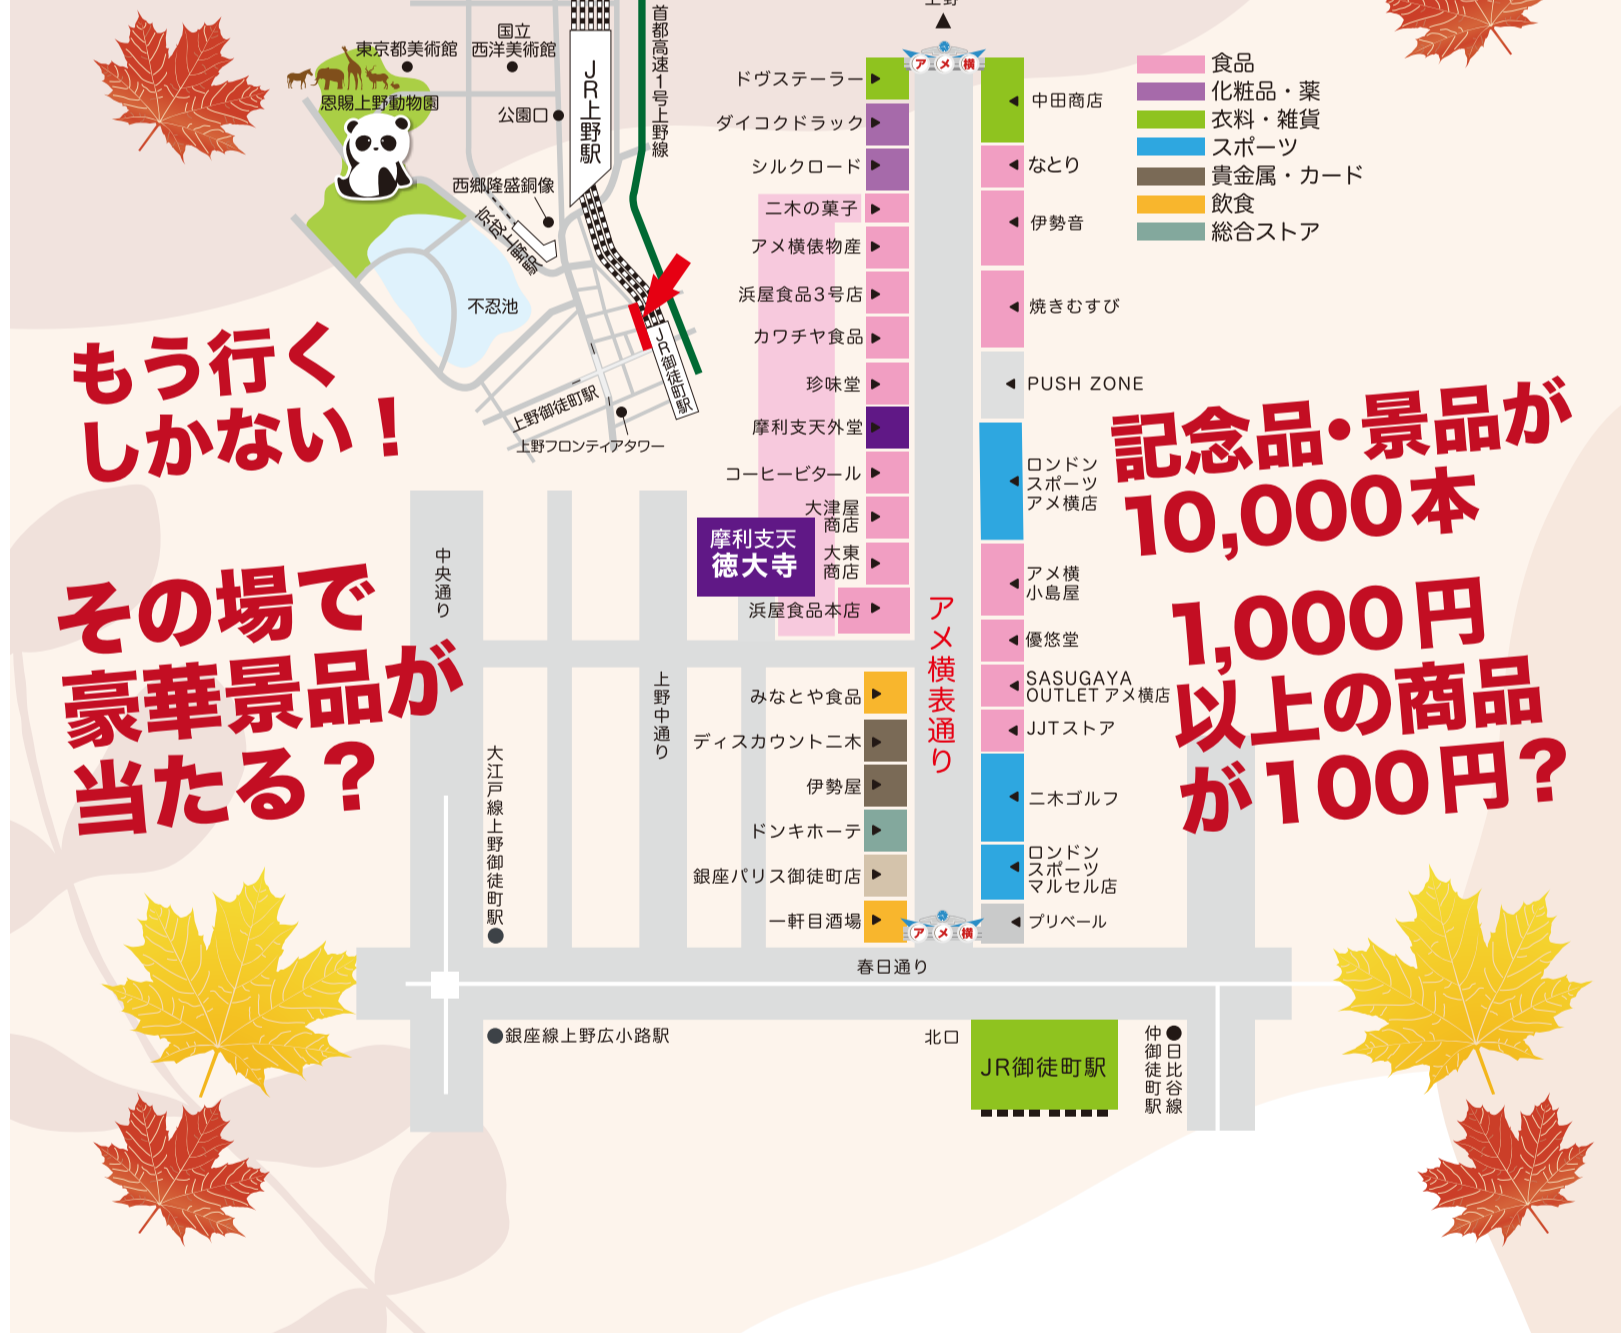 上野
国立
西洋美術館
東京都美術館
恩賜上野動物園
公園口
JR上野駅
首都高速1号上野線
西郷隆盛銅像
京成上野駅
不忍池
JR御徒町駅
上野御徒町駅
上野フロンティアタワー
もう行く
しかない！
その場で
豪華景品が
当たる？
アメ横
ドヴステーラー
ダイコクドラック
シルクロード
二木の菓子
アメ横俵物産
浜屋食品3号店
カワチヤ食品
珍味堂
摩利支天外堂
コーヒービタール
大津屋
商店
摩利支天
徳大寺
大東
商店
浜屋食品本店
みなとや食品
ディスカウント二木
伊勢屋
ドンキホーテ
銀座パリス御徒町店
一軒目酒場
アメ横表通り
中田商店
なとり
伊勢音
焼きむすび
PUSH ZONE
ロンドン
スポーツ
アメ横店
アメ横
小島屋
優悠堂
SASUGAYA
OUTLET アメ横店
JJTストア
二木ゴルフ
ロンドン
スポーツ
マルセル店
プリベール
アメ横
食品
化粧品・薬
衣料・雑貨
スポーツ
貴金属・カード
飲食
総合ストア
記念品・景品が
10,000本
1,000円
以上の商品
が100円？
中央通り
上野中通り
大江戸線上野御徒町駅
春日通り
銀座線上野広小路駅
北口
JR御徒町駅
日比谷線
仲御徒町駅